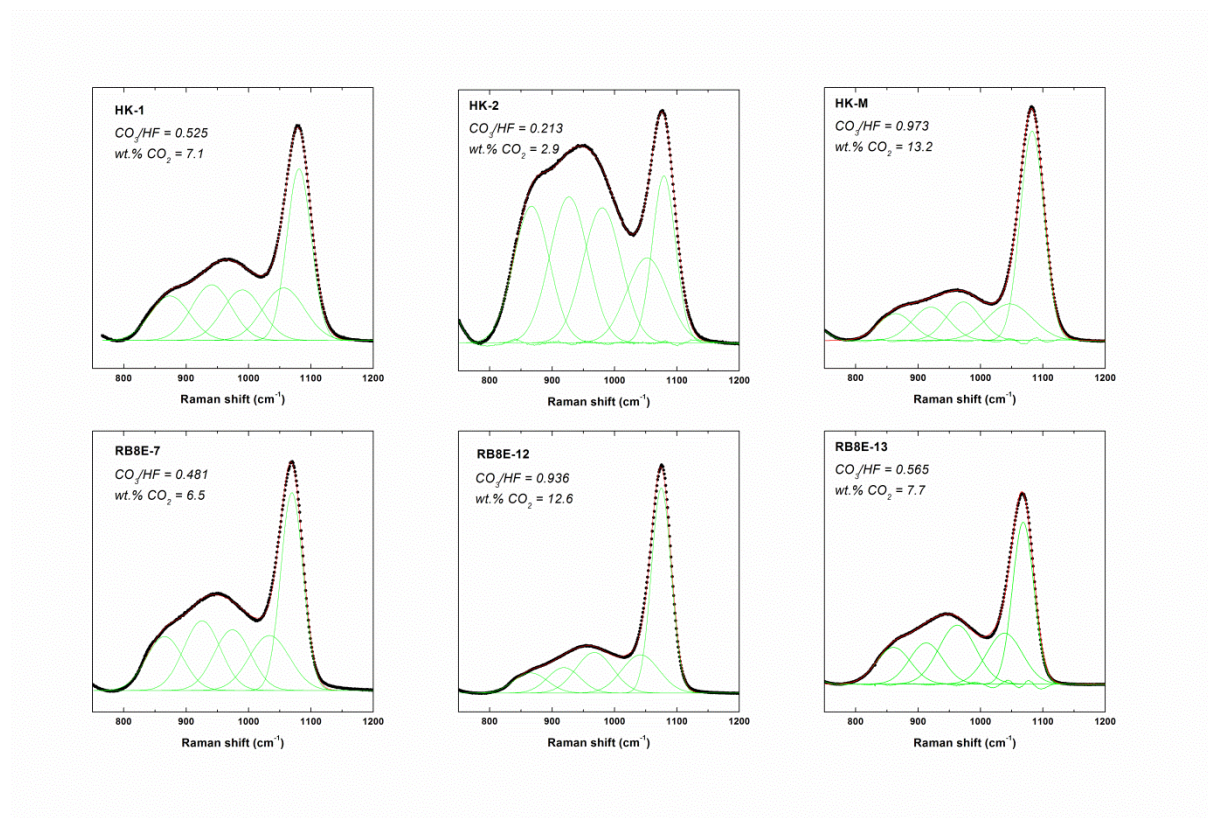 HK-1
CO₃/HF = 0.525
wt.% CO₂ = 7.1
800 900 1000 1100 1200
Raman shift (cm⁻¹)
HK-2
CO₃/HF = 0.213
wt.% CO₂ = 2.9
800 900 1000 1100 1200
Raman shift (cm⁻¹)
HK-M
CO₃/HF = 0.973
wt.% CO₂ = 13.2
800 900 1000 1100 1200
Raman shift (cm⁻¹)
RB8E-7
CO₃/HF = 0.481
wt.% CO₂ = 6.5
800 900 1000 1100 1200
Raman shift (cm⁻¹)
RB8E-12
CO₃/HF = 0.936
wt.% CO₂ = 12.6
800 900 1000 1100 1200
Raman shift (cm⁻¹)
RB8E-13
CO₃/HF = 0.565
wt.% CO₂ = 7.7
800 900 1000 1100 1200
Raman shift (cm⁻¹)